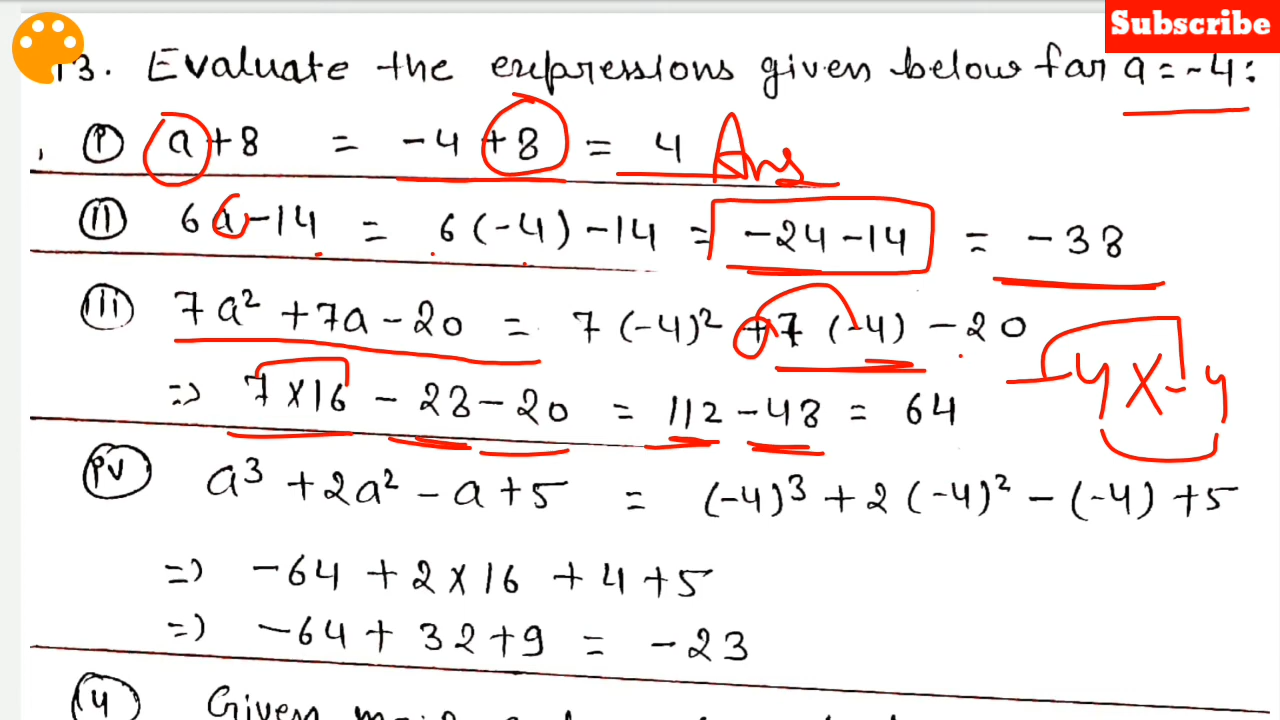 Subscribe
13. Evaluate the expressions given below far a = -4:
(i) a+8 = -4+8 = 4 Ans
(ii) 6a-14 = 6(-4)-14 = -24-14 = -38
(iii) 7a²+7a-20 = 7(-4)²+7(-4)-20
=> 7×16-28-20 = 112-48 = 64
-4×-4
(iv) a³+2a²-a+5 = (-4)³+2(-4)²-(-4)+5
=> -64+2×16+4+5
=> -64+32+9 = -23
Given